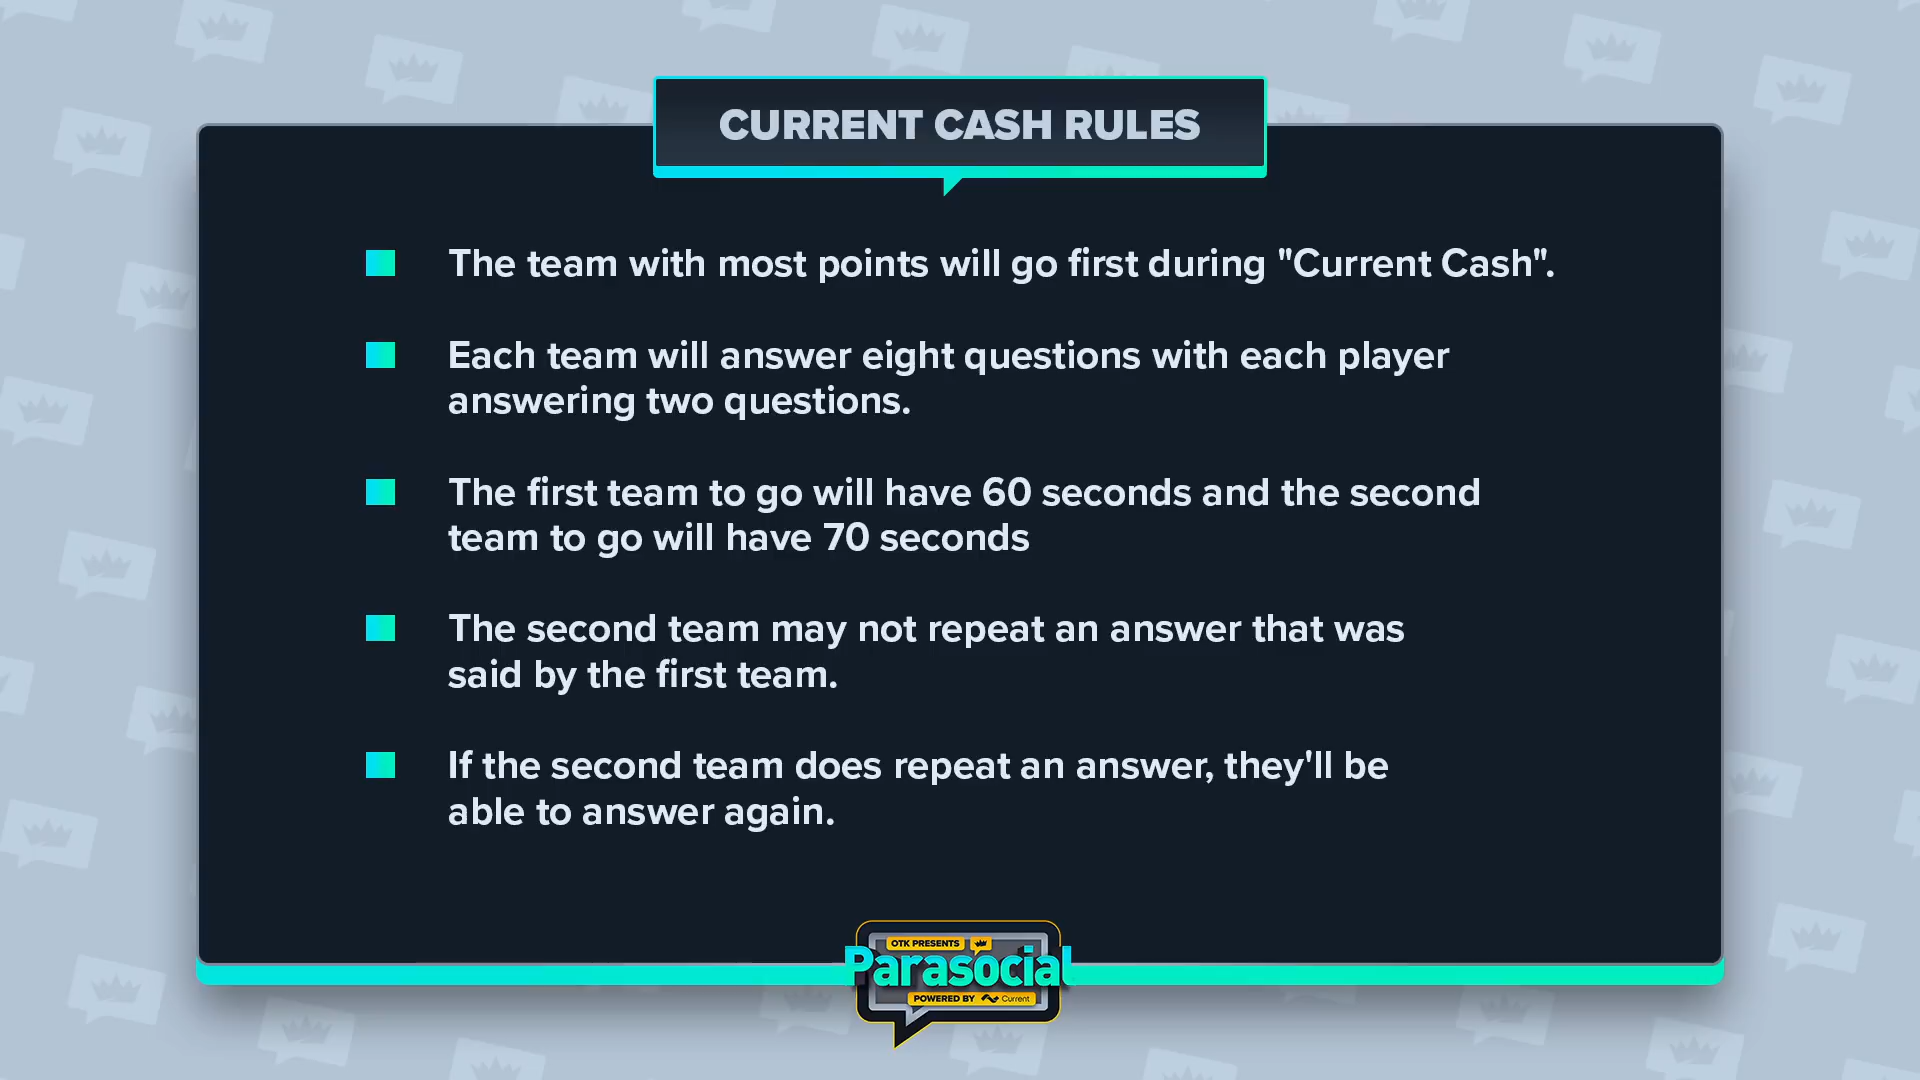 CURRENT CASH RULES
The team with most points will go first during "Current Cash".
Each team will answer eight questions with each player
answering two questions.
The first team to go will have 60 seconds and the second
team to go will have 70 seconds
The second team may not repeat an answer that was
said by the first team.
If the second team does repeat an answer, they'll be
able to answer again.
OTK PRESENTS
Parasocial
POWERED BY Current